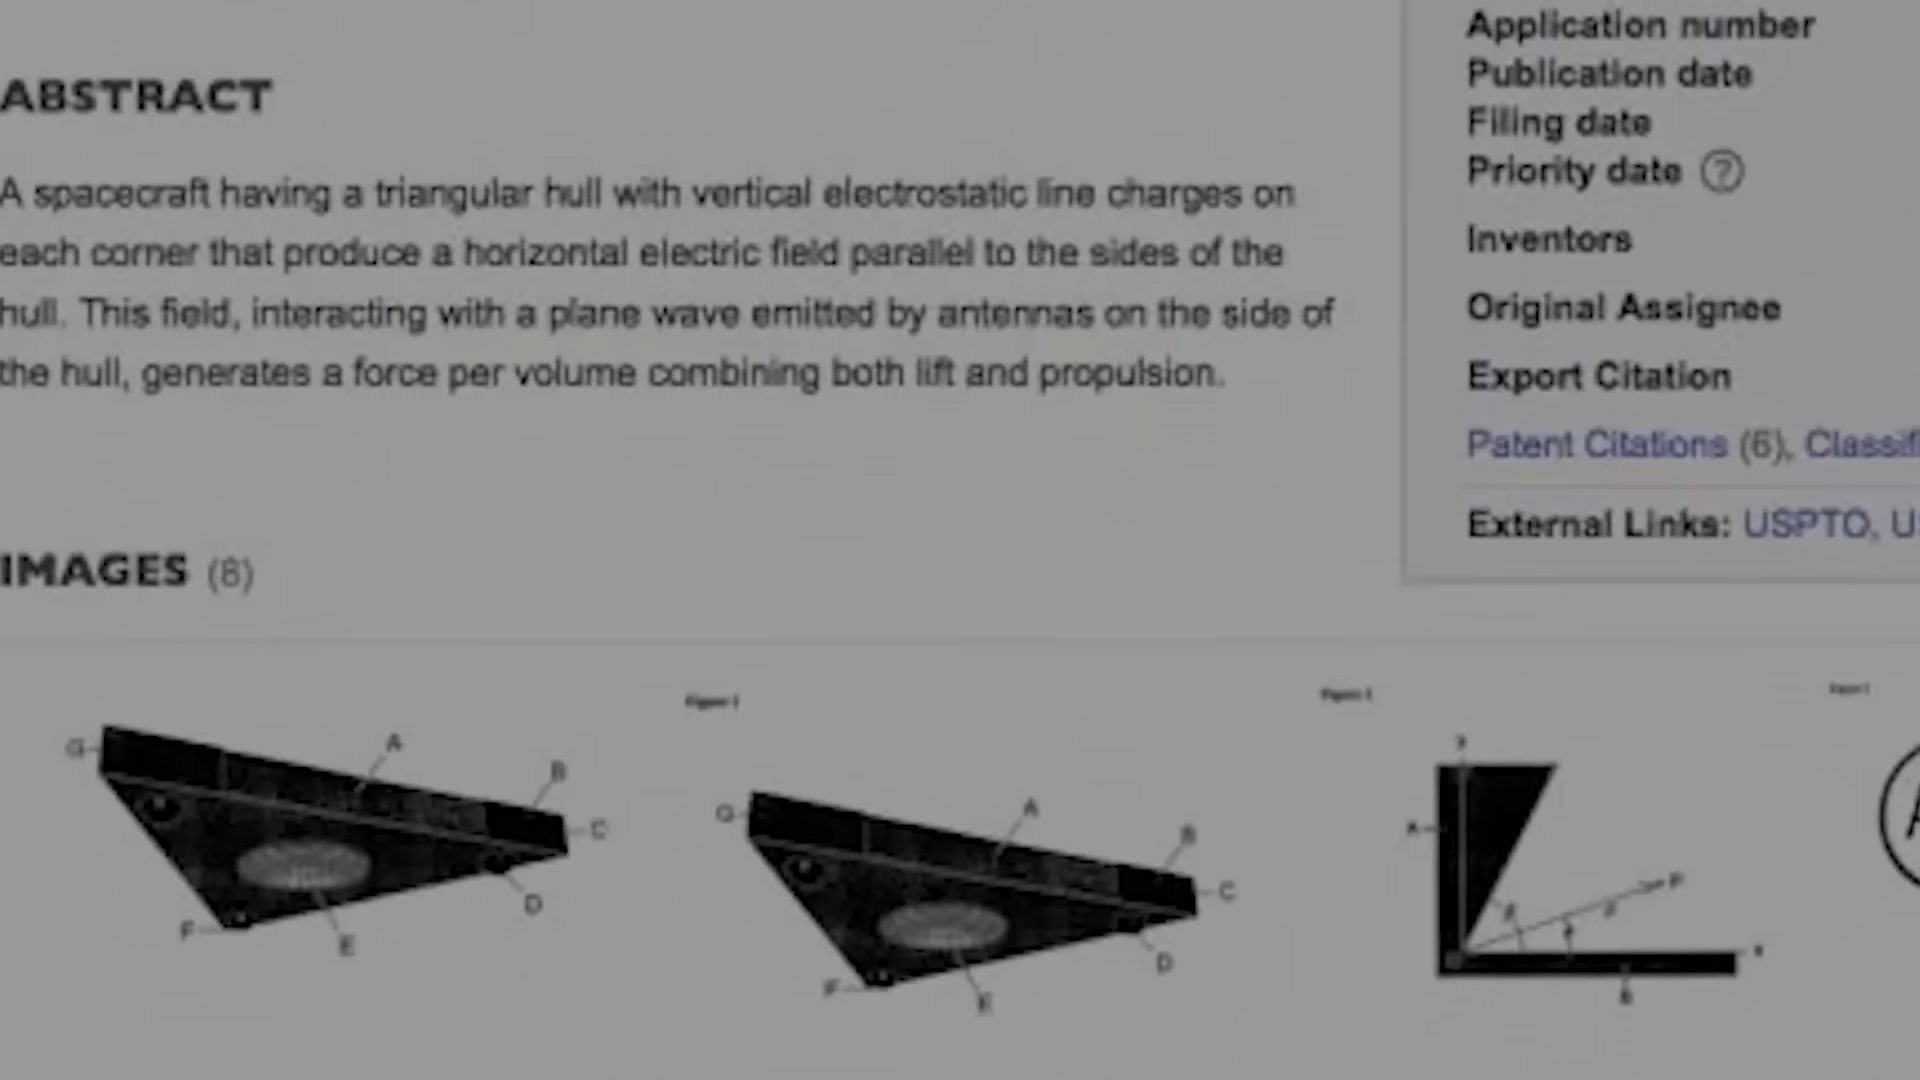 ABSTRACT
A spacecraft having a triangular hull with vertical electrostatic line charges on
each corner that produce a horizontal electric field parallel to the sides of the
hull. This field, interacting with a plane wave emitted by antennas on the side of
the hull, generates a force per volume combining both lift and propulsion.
IMAGES (8)
Application number
Publication date
Filing date
Priority date ?
Inventors
Original Assignee
Export Citation
Patent Citations (6), Classifi
External Links: USPTO, U
G
A
B
C
D
E
F
G
A
B
C
D
E
F